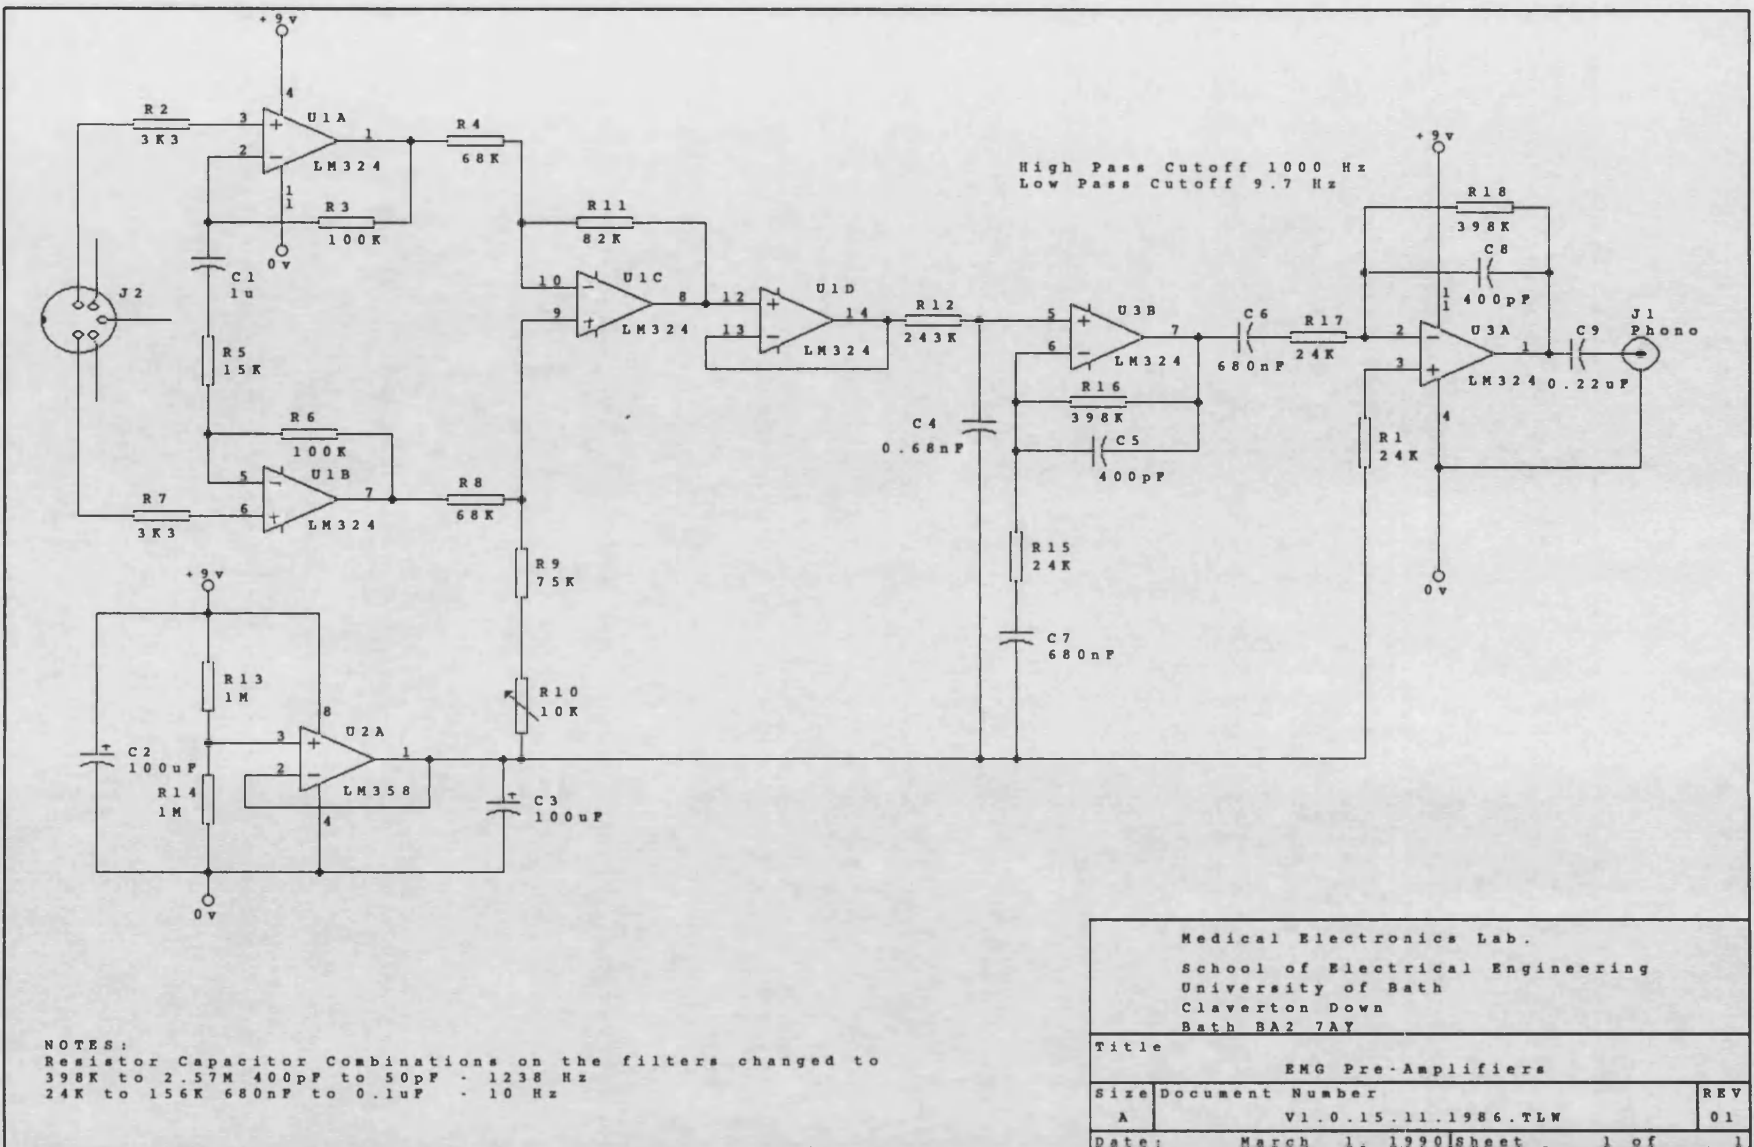 +9v
4
R2
3K3
3
+
U1A
1
2
-
LM324
1
1
R3
100K
0v
R4
68K
C1
1u
J2
R5
15K
R6
100K
5
-
U1B
7
R7
3K3
6
+
LM324
R8
68K
R11
82K
10
-
U1C
8
9
+
LM324
12
+
U1D
14
13
-
LM324
R12
243K
R9
75K
R10
10K
+9v
R13
1M
8
3
+
U2A
1
2
-
LM358
4
C2
+
100uF
R14
1M
+
C3
100uF
0v
High Pass Cutoff 1000 Hz
Low Pass Cutoff 9.7 Hz
5
+
U3B
7
6
-
LM324
R16
398K
C5
400pF
C4
0.68nF
R15
24K
C7
680nF
C6
680nF
R17
24K
+9v
R18
398K
C8
400pF
1
1
2
-
U3A
1
3
+
LM324
4
C9
0.22uF
J1
Phono
R1
24K
0v
NOTES:
Resistor Capacitor Combinations on the filters changed to
398K to 2.57M 400pF to 50pF - 1238 Hz
24K to 156K 680nF to 0.1uF - 10 Hz
Medical Electronics Lab.
School of Electrical Engineering
University of Bath
Claverton Down
Bath BA2 7AY
Title
EMG Pre-Amplifiers
Size Document Number REV
A V1.0.15.11.1986.TLW 01
Date: March 1, 1990 Sheet 1 of 1